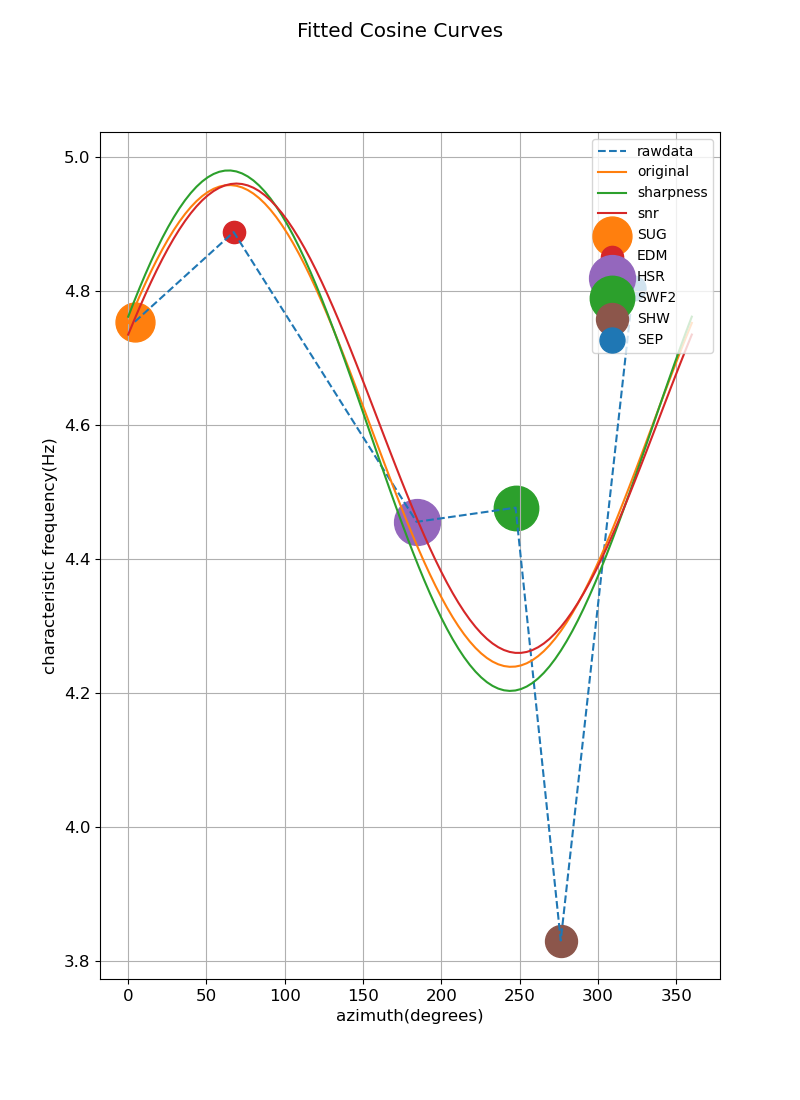 Fitted Cosine Curves
5.0
4.8
4.6
4.4
4.2
4.0
3.8
characteristic frequency(Hz)
0 50 100 150 200 250 300 350
azimuth(degrees)
rawdata
original
sharpness
snr
SUG
EDM
HSR
SWF2
SHW
SEP